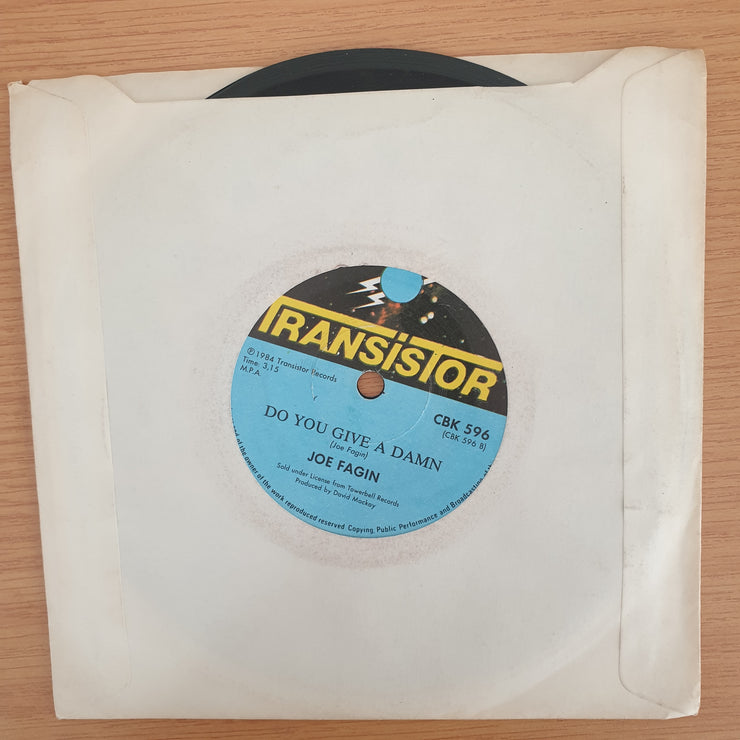 TRANSiSTOR
℗ 1984 Transistor Records
Time: 3,15
M.P.A.
CBK 596
(CBK 596 B)
DO YOU GIVE A DAMN
(Joe Fagin)
JOE FAGIN
Sold under License from Towerbell Records
Produced by David Mackay
of the owner of the work reproduced reserved Copying, Public Performance and Broadcasting